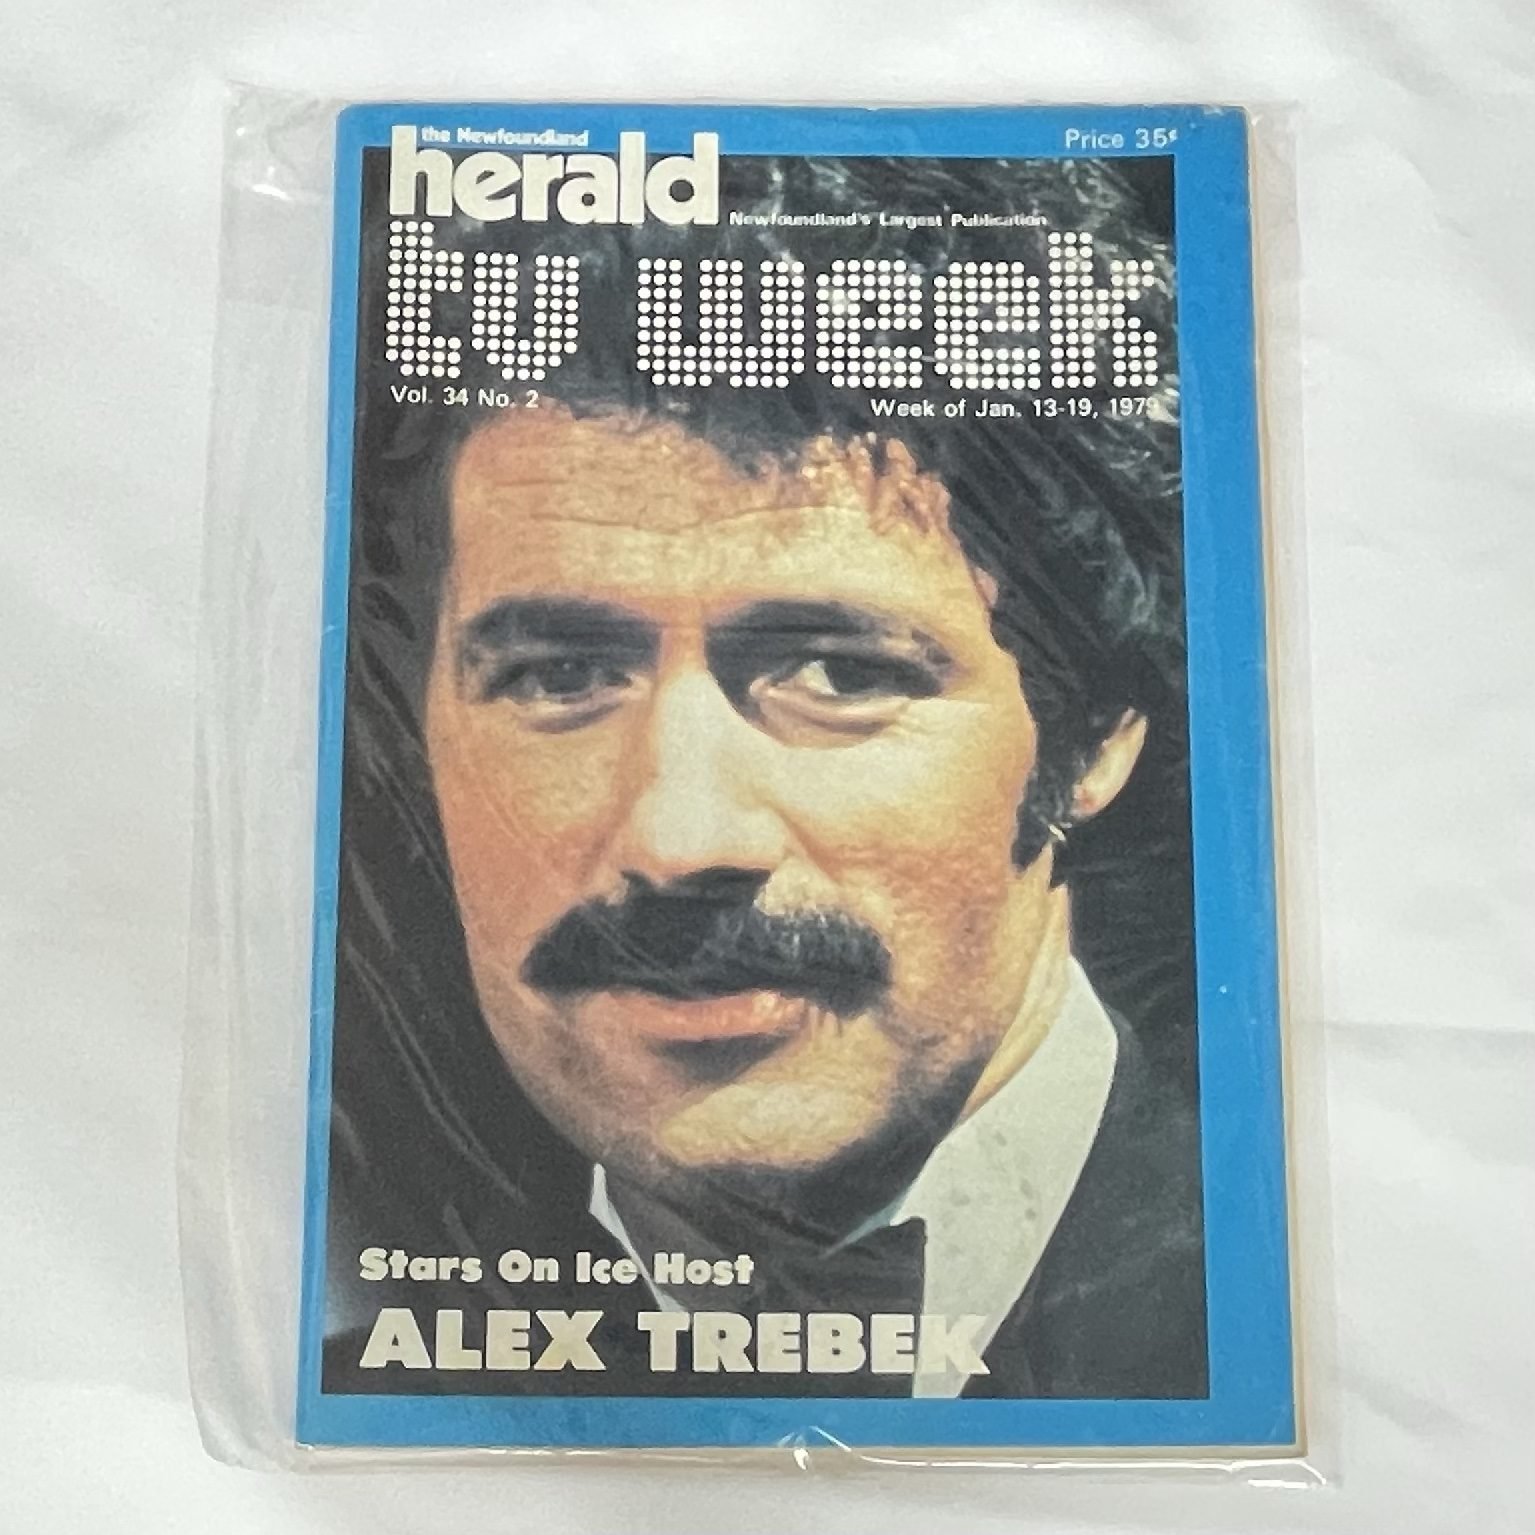 the Newfoundland
Price 35¢
herald
Newfoundland's Largest Publication
tv week
Vol. 34 No. 2
Week of Jan. 13-19, 1979
Stars On Ice Host
ALEX TREBEK